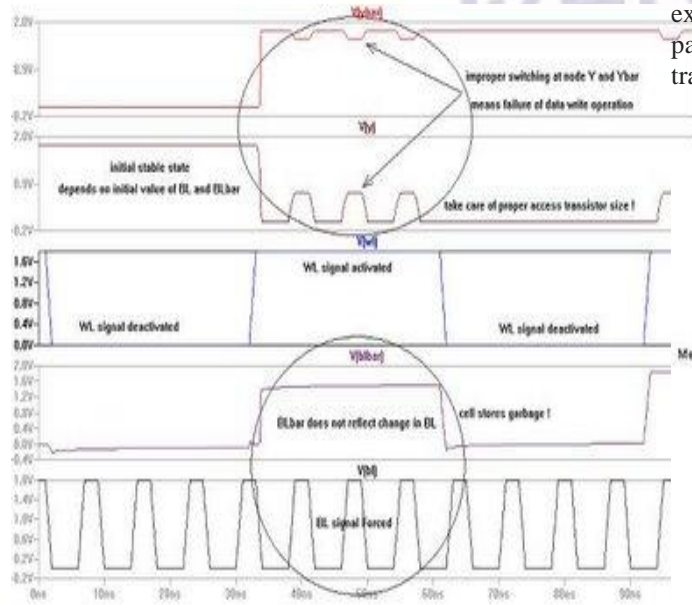 V(ybar)
2.0V
0.9V
-0.2V
improper switching at node Y and Ybar
means failure of data write operation
V(y)
2.0V
0.9V
-0.2V
initial stable state
depends no initial value of BL and BLbar
take care of proper access transistor size !
V(wl)
1.6V
1.2V
0.8V
0.4V
0.0V
WL signal activated
WL signal deactivated
WL signal deactivated
V(blbar)
2.0V
1.6V
1.2V
0.8V
0.4V
0.0V
-0.4V
BLbar does not reflect change in BL
cell stores garbage !
V(bl)
1.8V
1.4V
1.0V
0.6V
0.2V
-0.2V
BL signal Forced
0ns
10ns
20ns
30ns
40ns
50ns
60ns
70ns
80ns
90ns
ex
pa
tra
Me